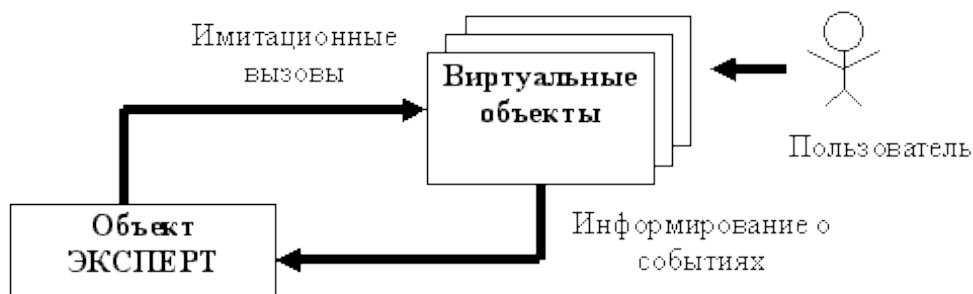 Имитационные
вызовы
Виртуальные
объекты
Пользователь
Объект
ЭКСПЕРТ
Информирование о
событиях